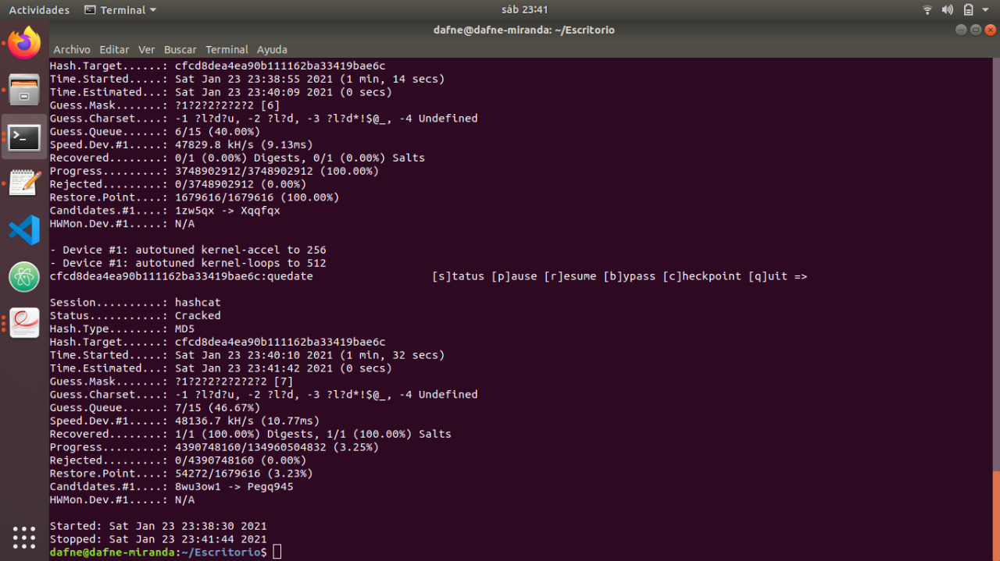 Actividades Terminal sáb 23:41
dafne@dafne-miranda: ~/Escritorio
Archivo Editar Ver Buscar Terminal Ayuda
Hash.Target......: cfcd8dea4ea90b111162ba33419bae6c
Time.Started.....: Sat Jan 23 23:38:55 2021 (1 min, 14 secs)
Time.Estimated...: Sat Jan 23 23:40:09 2021 (0 secs)
Guess.Mask.......: ?1?2?2?2?2?2 [6]
Guess.Charset....: -1 ?l?d?u, -2 ?l?d, -3 ?l?d*!$@_, -4 Undefined
Guess.Queue......: 6/15 (40.00%)
Speed.Dev.#1.....: 47829.8 kH/s (9.13ms)
Recovered........: 0/1 (0.00%) Digests, 0/1 (0.00%) Salts
Progress.........: 3748902912/3748902912 (100.00%)
Rejected.........: 0/3748902912 (0.00%)
Restore.Point....: 1679616/1679616 (100.00%)
Candidates.#1....: 1zw5qx -> Xqqfqx
HWMon.Dev.#1.....: N/A
- Device #1: autotuned kernel-accel to 256
- Device #1: autotuned kernel-loops to 512
cfcd8dea4ea90b111162ba33419bae6c:quedate [s]tatus [p]ause [r]esume [b]ypass [c]heckpoint [q]uit =>
Session..........: hashcat
Status...........: Cracked
Hash.Type........: MD5
Hash.Target......: cfcd8dea4ea90b111162ba33419bae6c
Time.Started.....: Sat Jan 23 23:40:10 2021 (1 min, 32 secs)
Time.Estimated...: Sat Jan 23 23:41:42 2021 (0 secs)
Guess.Mask.......: ?1?2?2?2?2?2?2 [7]
Guess.Charset....: -1 ?l?d?u, -2 ?l?d, -3 ?l?d*!$@_, -4 Undefined
Guess.Queue......: 7/15 (46.67%)
Speed.Dev.#1.....: 48136.7 kH/s (10.77ms)
Recovered........: 1/1 (100.00%) Digests, 1/1 (100.00%) Salts
Progress.........: 4390748160/134960504832 (3.25%)
Rejected.........: 0/4390748160 (0.00%)
Restore.Point....: 54272/1679616 (3.23%)
Candidates.#1....: 8wu3ow1 -> Pegq945
HWMon.Dev.#1.....: N/A
Started: Sat Jan 23 23:38:30 2021
Stopped: Sat Jan 23 23:41:44 2021
dafne@dafne-miranda:~/Escritorio$